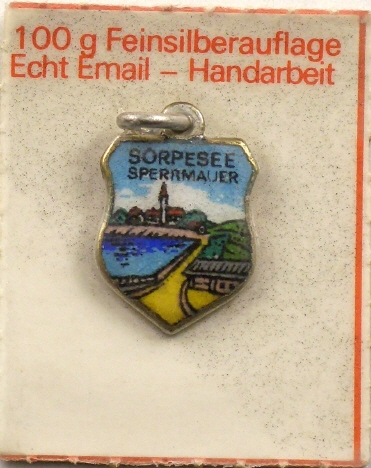 100 g Feinsilberauflage
Echt Email – Handarbeit
SORPESEE
SPERRMAUER